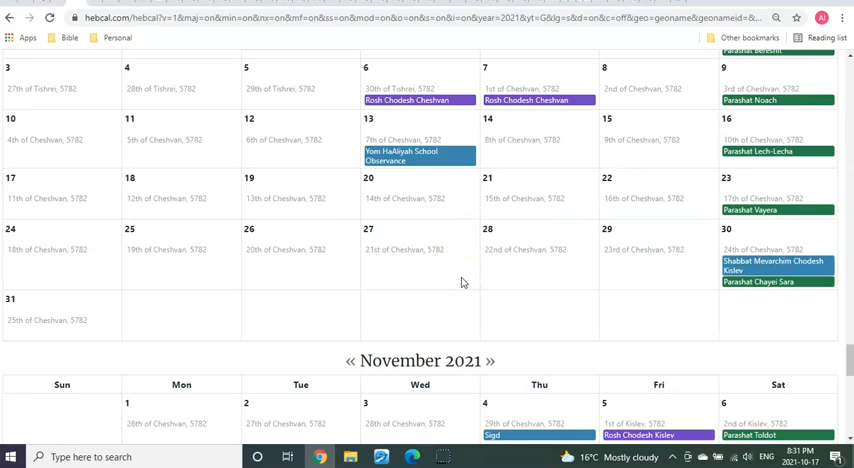 hebcal.com/hebcal?v=1&maj=on&min=on&nx=on&mf=on&ss=on&mod=on&o=on&s=on&i=on&year=2021&yt=G&lg=s&d=on&c=off&geo=geoname&geonameid=&...
AI
Apps Bible Personal Other bookmarks Reading list
Parashat Bereshit
3 4 5 6 7 8 9
27th of Tishrei, 5782 28th of Tishrei, 5782 29th of Tishrei, 5782 30th of Tishrei, 5782 1st of Cheshvan, 5782 2nd of Cheshvan, 5782 3rd of Cheshvan, 5782
Rosh Chodesh Cheshvan Rosh Chodesh Cheshvan Parashat Noach
10 11 12 13 14 15 16
4th of Cheshvan, 5782 5th of Cheshvan, 5782 6th of Cheshvan, 5782 7th of Cheshvan, 5782 8th of Cheshvan, 5782 9th of Cheshvan, 5782 10th of Cheshvan, 5782
Yom HaAliyah School Parashat Lech-Lecha
Observance
17 18 19 20 21 22 23
11th of Cheshvan, 5782 12th of Cheshvan, 5782 13th of Cheshvan, 5782 14th of Cheshvan, 5782 15th of Cheshvan, 5782 16th of Cheshvan, 5782 17th of Cheshvan, 5782
Parashat Vayera
24 25 26 27 28 29 30
18th of Cheshvan, 5782 19th of Cheshvan, 5782 20th of Cheshvan, 5782 21st of Cheshvan, 5782 22nd of Cheshvan, 5782 23rd of Cheshvan, 5782 24th of Cheshvan, 5782
Shabbat Mevarchim Chodesh
Kislev
Parashat Chayei Sara
31
25th of Cheshvan, 5782
« November 2021 »
Sun Mon Tue Wed Thu Fri Sat
1 2 3 4 5 6
26th of Cheshvan, 5782 27th of Cheshvan, 5782 28th of Cheshvan, 5782 29th of Cheshvan, 5782 1st of Kislev, 5782 2nd of Kislev, 5782
Sigd Rosh Chodesh Kislev Parashat Toldot
Type here to search 16°C Mostly cloudy ENG 8:31 PM
2021-10-17